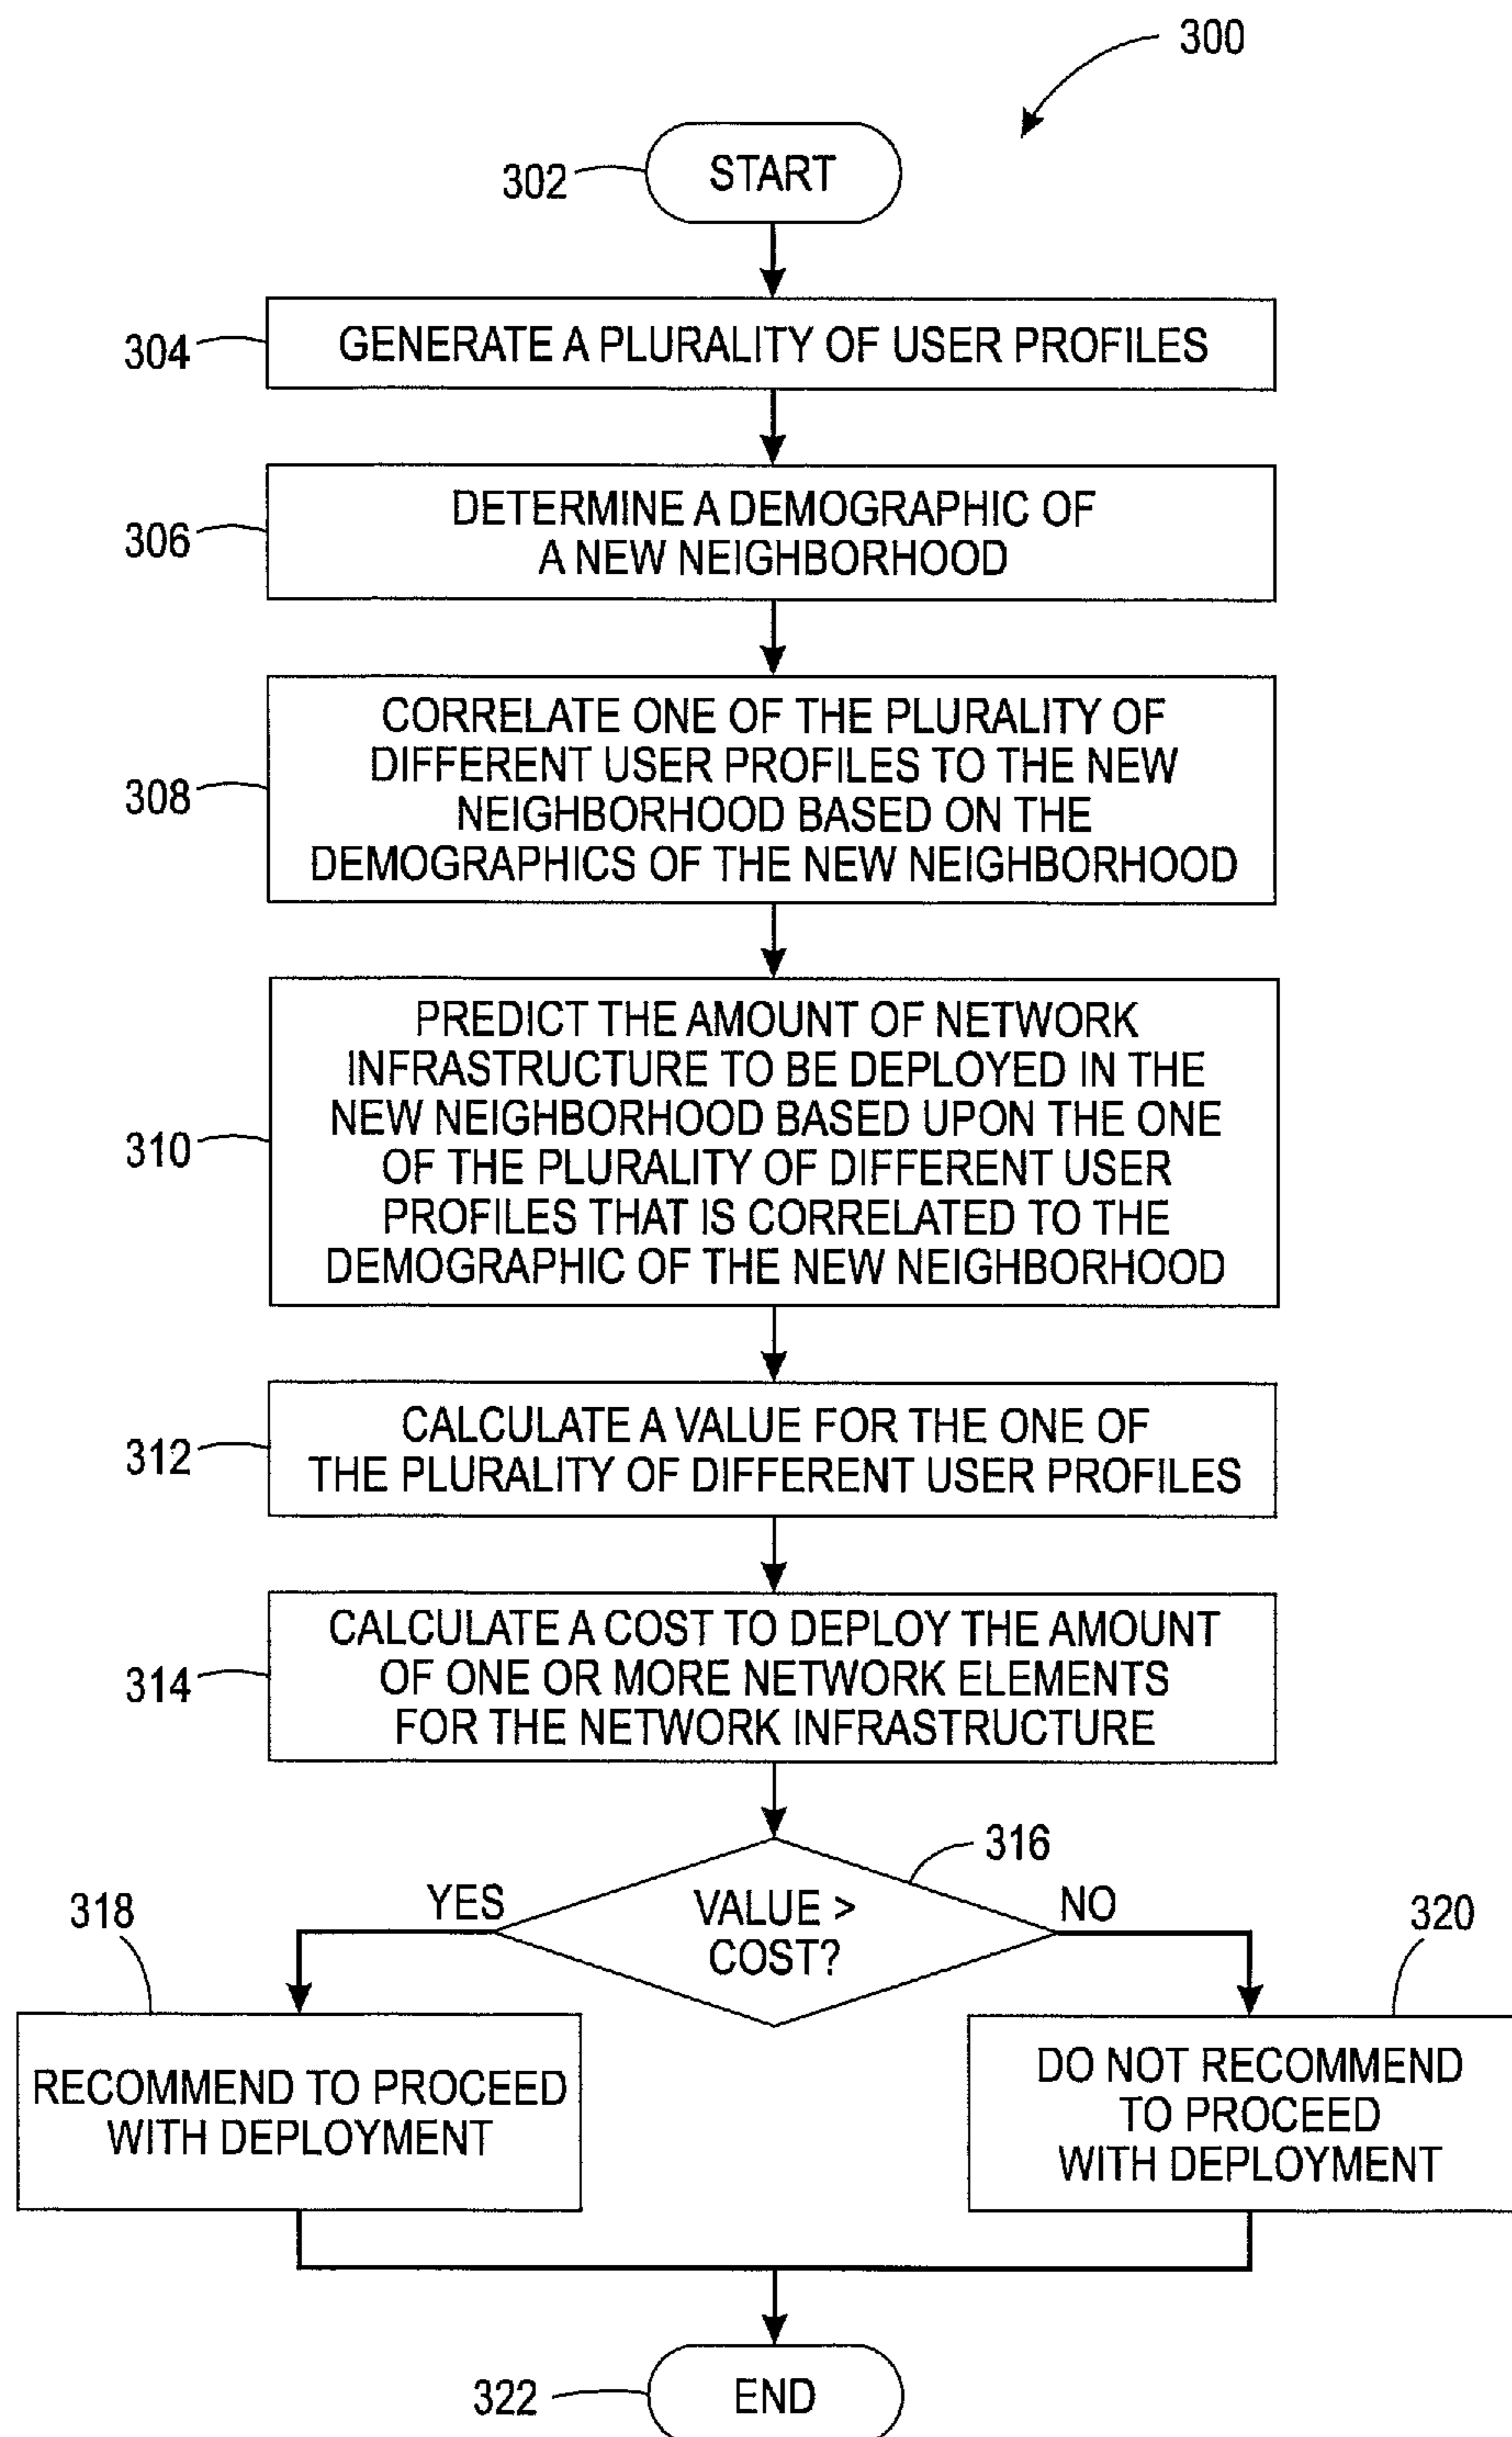 300
302
START
304
GENERATE A PLURALITY OF USER PROFILES
306
DETERMINE A DEMOGRAPHIC OF
A NEW NEIGHBORHOOD
308
CORRELATE ONE OF THE PLURALITY OF
DIFFERENT USER PROFILES TO THE NEW
NEIGHBORHOOD BASED ON THE
DEMOGRAPHICS OF THE NEW NEIGHBORHOOD
310
PREDICT THE AMOUNT OF NETWORK
INFRASTRUCTURE TO BE DEPLOYED IN THE
NEW NEIGHBORHOOD BASED UPON THE ONE
OF THE PLURALITY OF DIFFERENT USER
PROFILES THAT IS CORRELATED TO THE
DEMOGRAPHIC OF THE NEW NEIGHBORHOOD
312
CALCULATE A VALUE FOR THE ONE OF
THE PLURALITY OF DIFFERENT USER PROFILES
314
CALCULATE A COST TO DEPLOY THE AMOUNT
OF ONE OR MORE NETWORK ELEMENTS
FOR THE NETWORK INFRASTRUCTURE
316
VALUE >
COST?
YES
NO
318
RECOMMEND TO PROCEED
WITH DEPLOYMENT
320
DO NOT RECOMMEND
TO PROCEED
WITH DEPLOYMENT
322
END